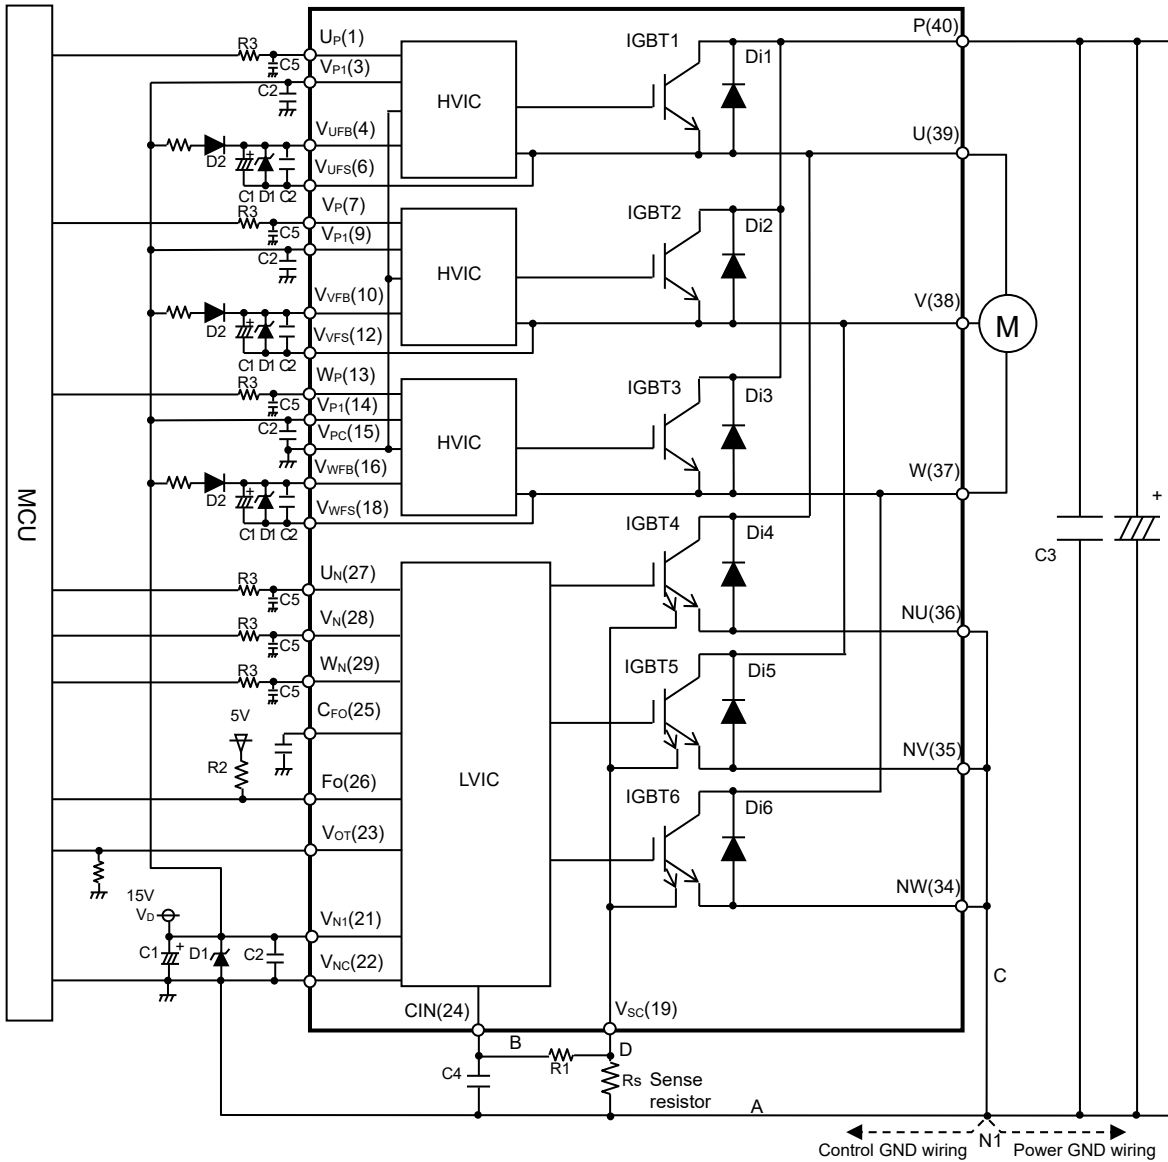 MCU
R3
C5
UP(1)
VP1(3)
C2
HVIC
IGBT1
Di1
P(40)
VUFB(4)
D2
+
C1
D1
C2
VUFS(6)
U(39)
R3
C5
VP(7)
VP1(9)
C2
HVIC
IGBT2
Di2
VVFB(10)
D2
+
C1
D1
C2
VVFS(12)
V(38)
M
R3
C5
WP(13)
VP1(14)
C2
VPC(15)
HVIC
IGBT3
Di3
VWFB(16)
D2
+
C1
D1
C2
VWFS(18)
W(37)
IGBT4
Di4
+
C3
R3
C5
UN(27)
R3
C5
VN(28)
NU(36)
R3
C5
WN(29)
IGBT5
Di5
5V
CFO(25)
R2
Fo(26)
LVIC
NV(35)
IGBT6
Di6
VOT(23)
NW(34)
15V
VD
VN1(21)
C1
+
D1
C2
VNC(22)
C
CIN(24)
VSC(19)
B
D
C4
R1
Rs
Sense
resistor
A
N1
Control GND wiring
Power GND wiring